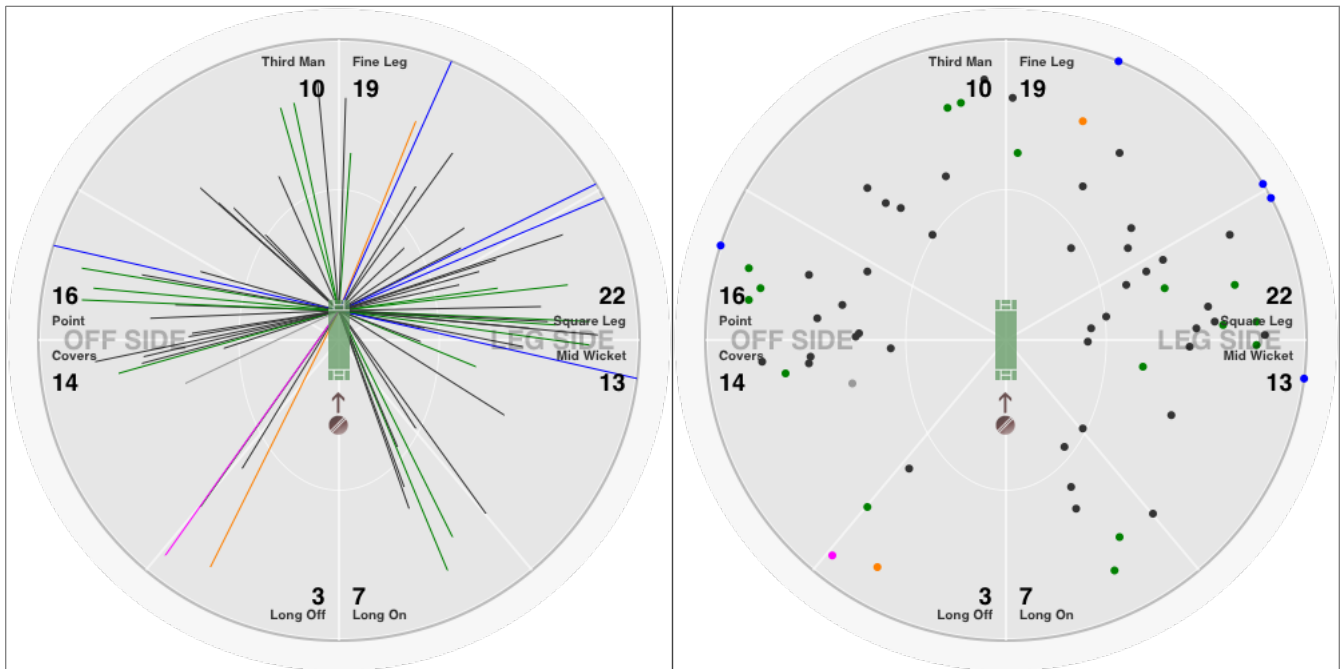 Third Man Fine Leg
10 19
16 22
Point Square Leg
OFF SIDE LEG SIDE
Covers Mid Wicket
14 13
3 7
Long Off Long On
Third Man Fine Leg
10 19
16 22
Point Square Leg
OFF SIDE LEG SIDE
Covers Mid Wicket
14 13
3 7
Long Off Long On